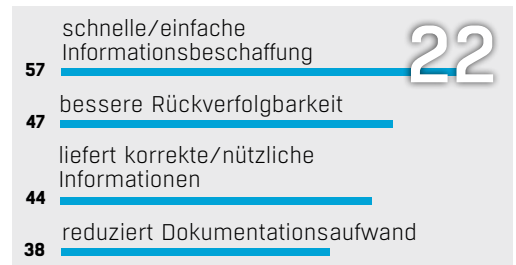 schnelle/einfache
Informationsbeschaffung
22
57
bessere Rückverfolgbarkeit
47
liefert korrekte/nützliche
Informationen
44
reduziert Dokumentationsaufwand
38